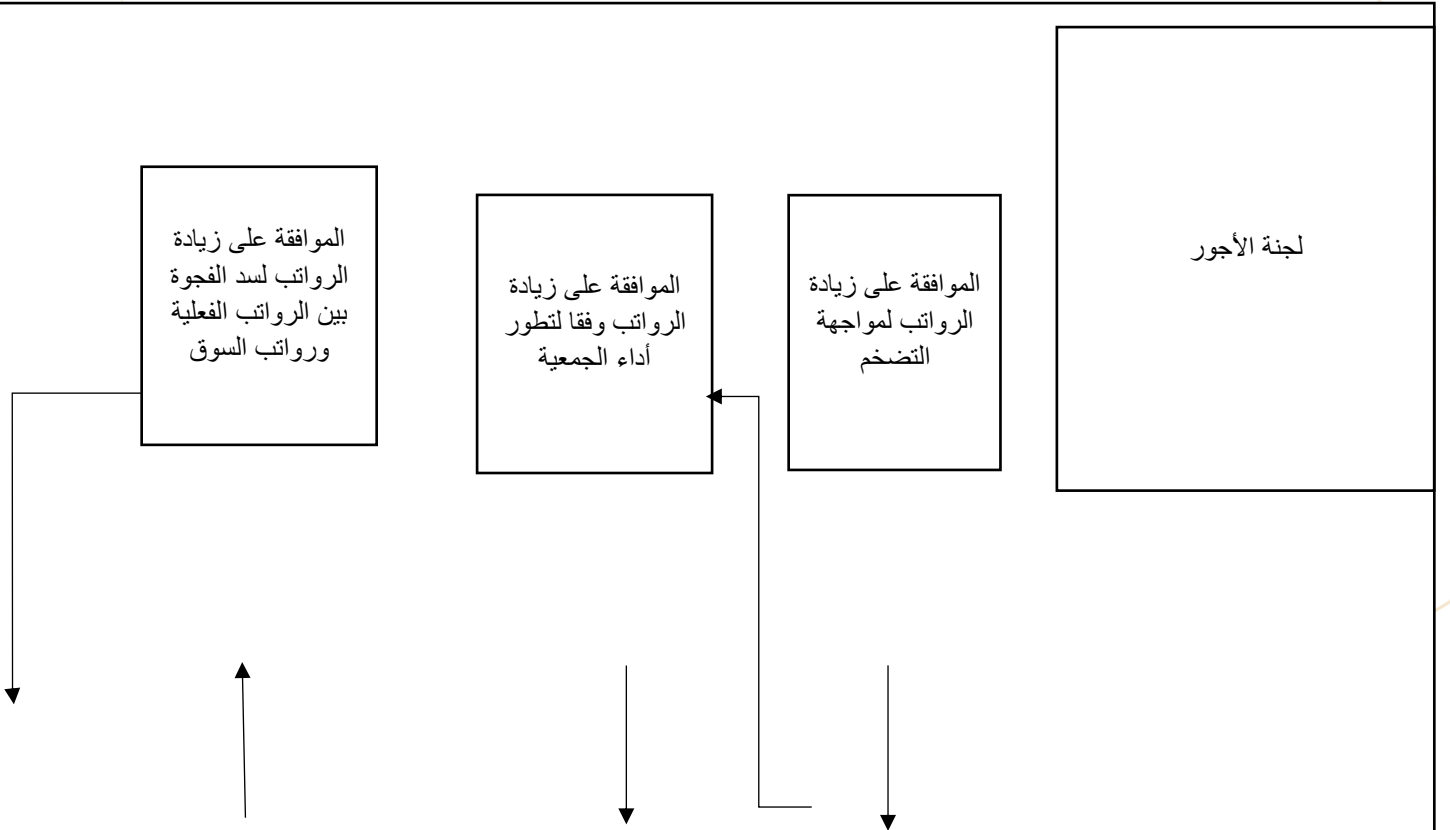 لجنة الأجور
الموافقة على زيادة
الرواتب لمواجهة
التضخم
الموافقة على زيادة
الرواتب وفقا لتطور
أداء الجمعية
الموافقة على زيادة
الرواتب لسد الفجوة
بين الرواتب الفعلية
ورواتب السوق